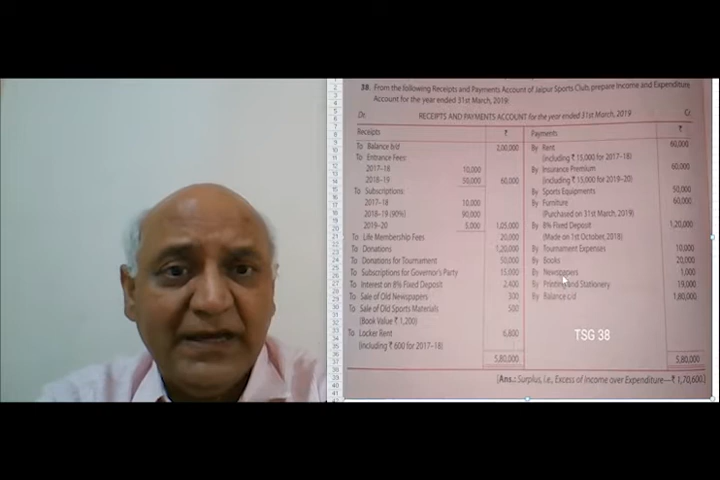 38. From the following Receipts and Payments Account of Jaipur Sports Club prepare Income and Expenditure
Account for the year ended 31st March, 2019:
Dr. RECEIPTS AND PAYMENTS ACCOUNT for the year ended 31st March, 2019 Cr.
Receipts ₹ Payments ₹
To Balance b/d 2,00,000 By Rent 60,000
To Entrance Fees: (including ₹ 15,000 for 2017-18)
2017-18 10,000 By Insurance Premium 60,000
2018-19 50,000 60,000 (including ₹ 15,000 for 2019-20)
To Subscriptions: By Sports Equipments 50,000
2017-18 10,000 By Furniture 60,000
2018-19 (90%) 90,000 (Purchased on 31st March, 2019)
2019-20 5,000 1,05,000 By 8% Fixed Deposit 1,20,000
To Life Membership Fees 20,000 (Made on 1st October, 2018)
To Donations 1,20,000 By Tournament Expenses 10,000
To Donations for Tournament 50,000 By Books 20,000
To Subscriptions for Governor's Party 15,000 By Newspapers 1,000
To Interest on 8% Fixed Deposit 2,400 By Printing and Stationery 19,000
To Sale of Old Newspapers 300 By Balance c/d 1,80,000
To Sale of Old Sports Materials 500
(Book Value ₹ 1,200)
To Locker Rent 6,800
(including ₹ 600 for 2017-18)
TSG 38
5,80,000 5,80,000
(Ans.: Surplus, i.e., Excess of Income over Expenditure—₹ 1,70,600)